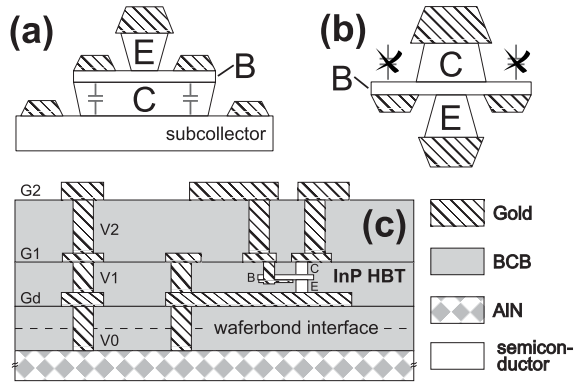 (a)
E
B
C
subcollector
(b)
C
B
E
G2
V2
(c)
G1
V1
B
C
E
InP HBT
Gd
waferbond interface
V0
Gold
BCB
AlN
semicon-
ductor